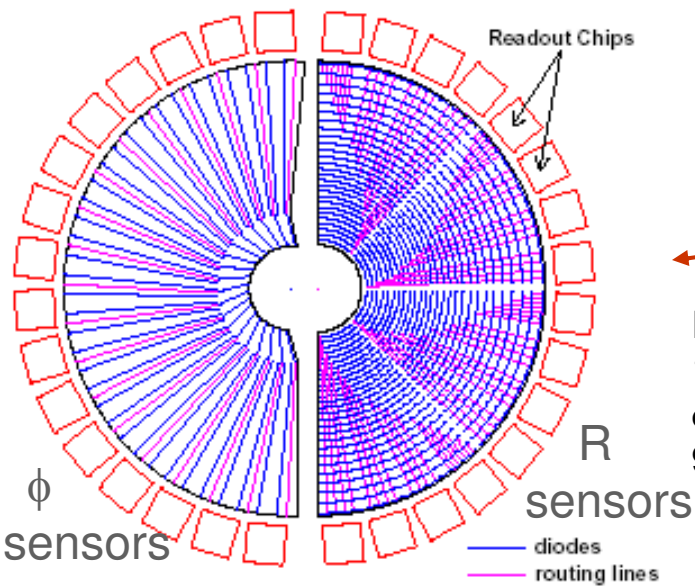 Readout Chips
R
sensors
φ
sensors
diodes
routing lines